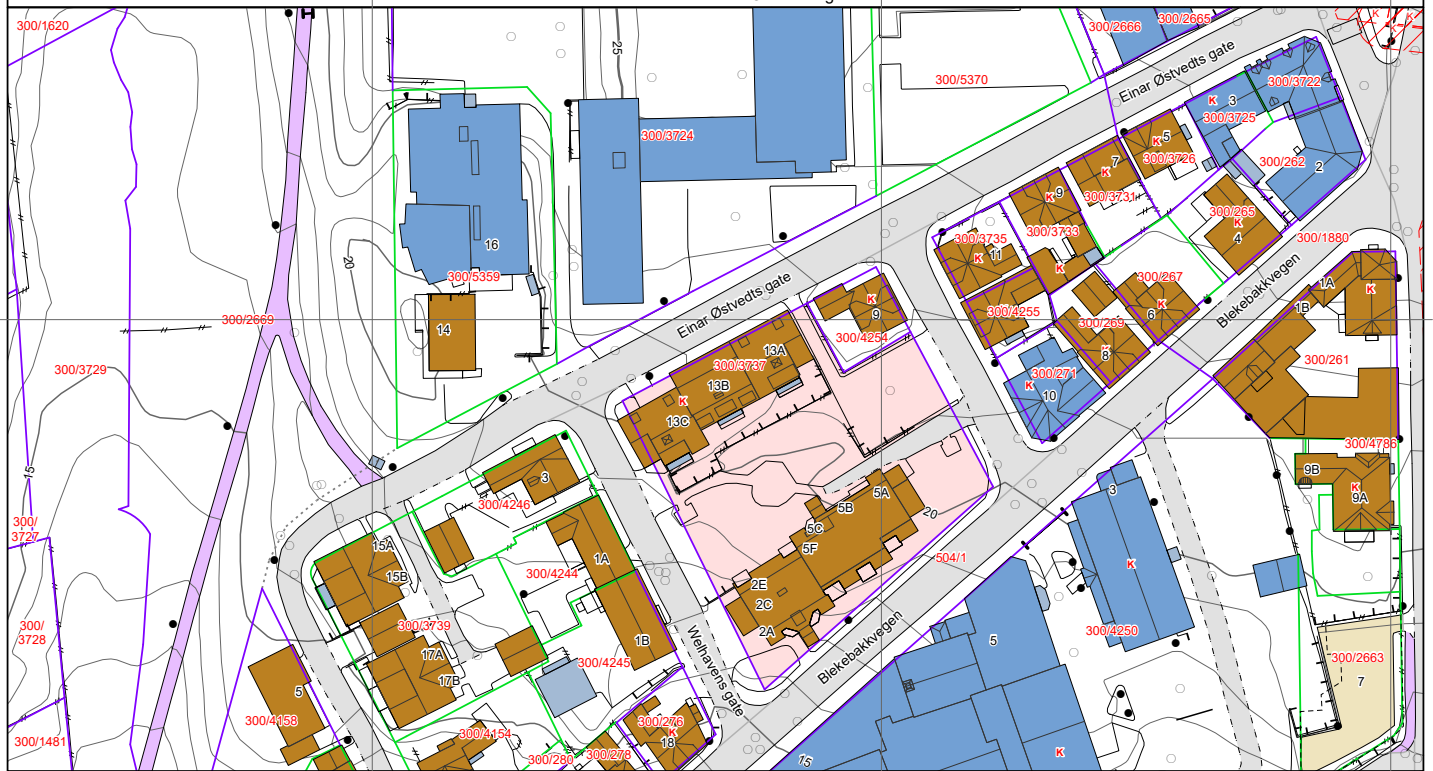 300/1620
300/2666
300/2665
K
K
25
Einar Østvedts gate
300/5370
300/3722
K
3
300/3725
300/3724
5
K
300/3726
300/262
2
7
K
300/3731
9
K
300/3733
300/265
K
4
300/1880
16
20
300/5359
300/3735
K
11
K
300/267
K
6
1A
K
Blekebakkvegen
Einar Østvedts gate
K
9
300/4254
300/4255
300/269
K
8
1B
300/261
300/2669
14
300/3729
13A
300/3737
13B
K
13C
300/271
K
10
300/4786
15
3
300/4246
5A
5B
5C
5F
20
3
9B
K
9A
300/
3727
15A
15B
1A
300/4244
504/1
K
2E
2C
2A
300/
3728
300/3739
1B
5
300/4250
300/4245
17A
17B
Welhavens gate
Blekebakkvegen
300/2663
7
5
300/4158
300/276
K
18
300/4154
300/1481
300/280
300/278
15
K